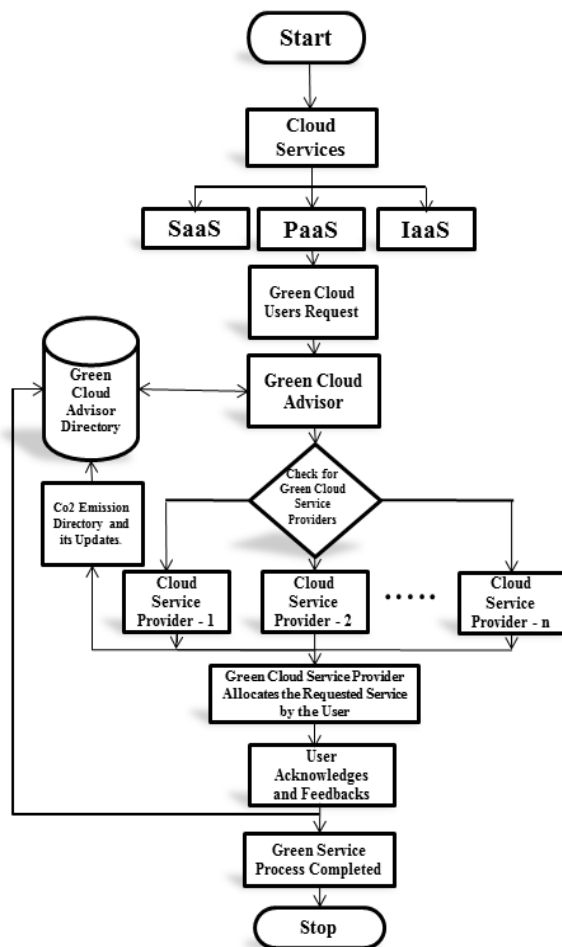 Start
Cloud
Services
SaaS
PaaS
IaaS
Green Cloud
Users Request
Green
Cloud
Advisor
Directory
Green Cloud
Advisor
Check for
Green Cloud
Service
Providers
Co2 Emission
Directory and
its Updates.
Cloud
Service
Provider - 1
Cloud
Service
Provider - 2
.....
Cloud
Service
Provider - n
Green Cloud Service Provider
Allocates the Requested Service
by the User
User
Acknowledges
and Feedbacks
Green Service
Process Completed
Stop